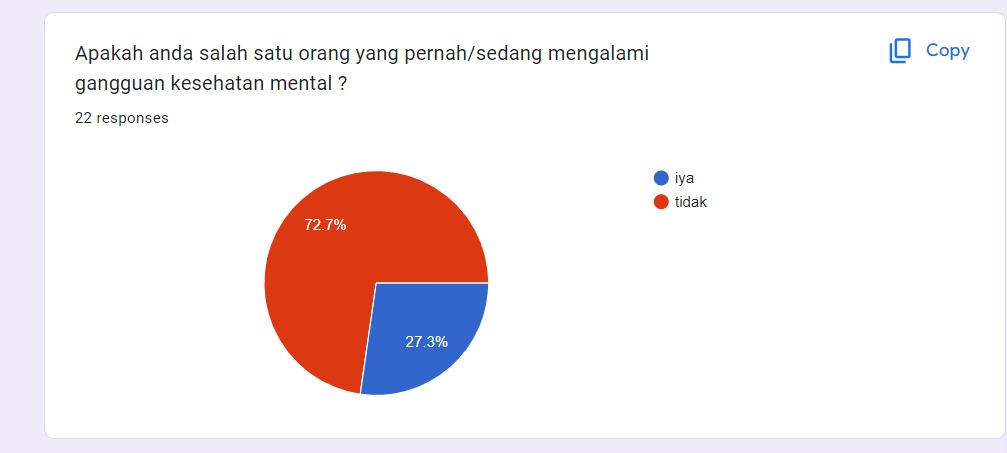 Apakah anda salah satu orang yang pernah/sedang mengalami
gangguan kesehatan mental ?
Copy
22 responses
iya
tidak
72.7%
27.3%